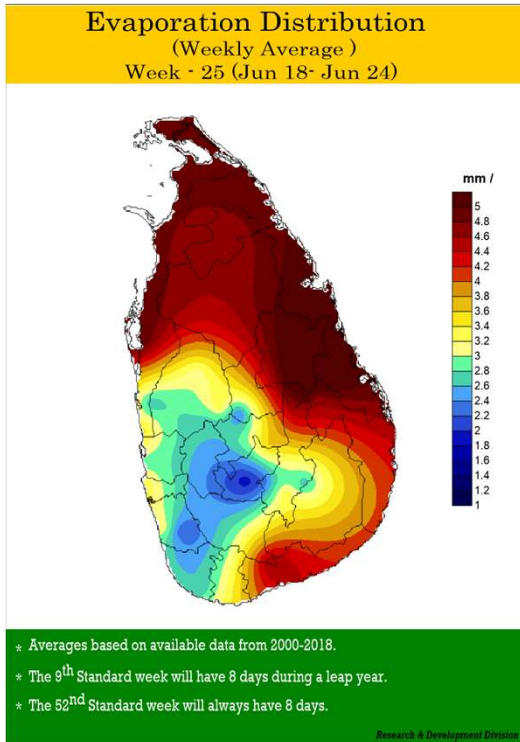 Evaporation Distribution
(Weekly Average )
Week - 25 (Jun 18- Jun 24)
mm /
5
4.8
4.6
4.4
4.2
4
3.8
3.6
3.4
3.2
3
2.8
2.6
2.4
2.2
2
1.8
1.6
1.4
1.2
1
* Averages based on available data from 2000-2018.
* The 9th Standard week will have 8 days during a leap year.
* The 52nd Standard week will always have 8 days.
Research & Development Division